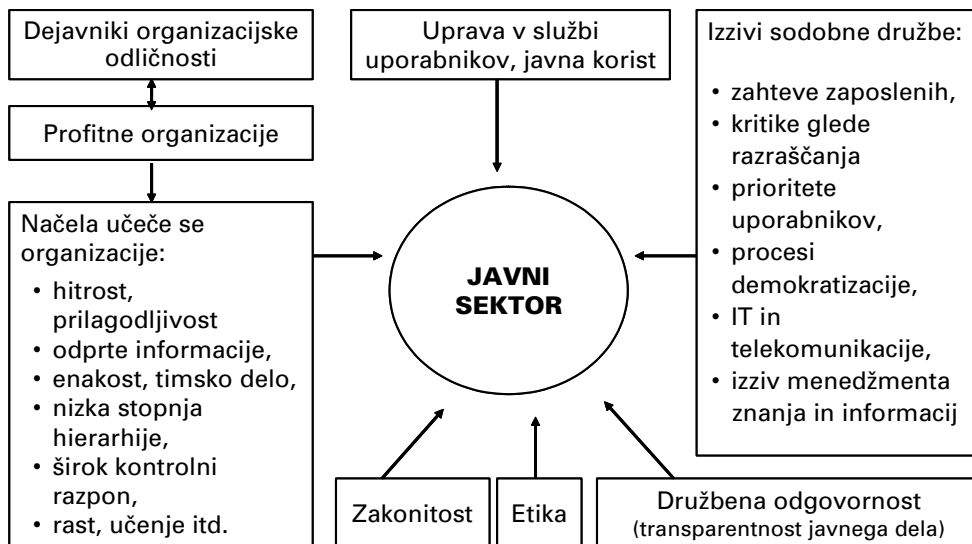 Dejavniki organizacijske
odličnosti
Profitne organizacije
Načela učeče se
organizacije:
• hitrost,
prilagodljivost
• odprte informacije,
• enakost, timsko delo,
• nizka stopnja
hierarhije,
• širok kontrolni
razpon,
• rast, učenje itd.
Uprava v službi
uporabnikov, javna korist
JAVNI
SEKTOR
Zakonitost
Etika
Družbena odgovornost
(transparentnost javnega dela)
Izzivi sodobne družbe:
• zahteve zaposlenih,
• kritike glede
razraščanja
• prioritete
uporabnikov,
• procesi
demokratizacije,
• IT in
telekomunikacije,
• izziv menedžmenta
znanja in informacij